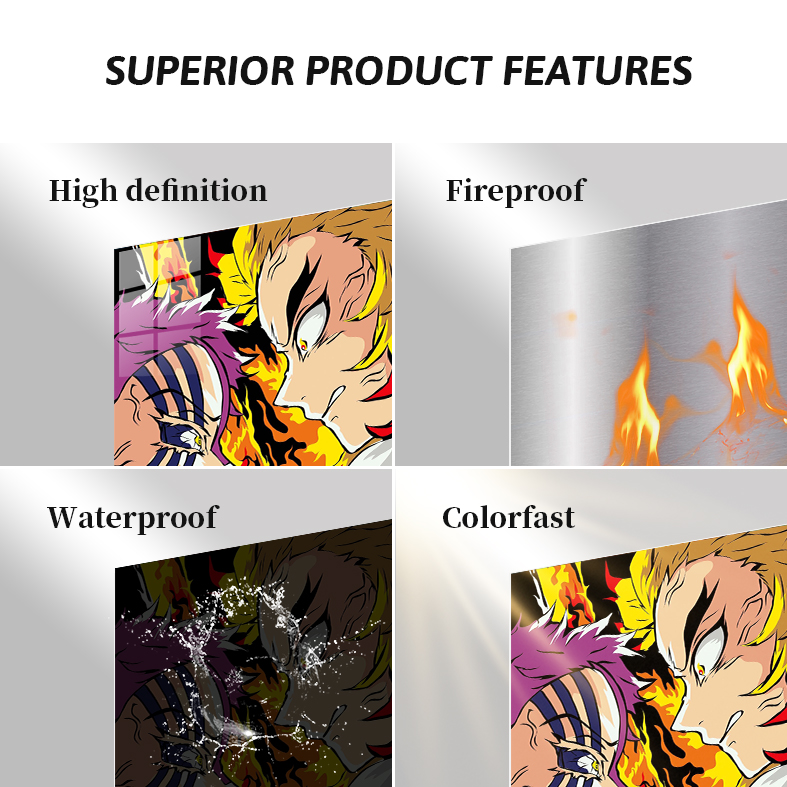 SUPERIOR PRODUCT FEATURES
High definition
Fireproof
Waterproof
Colorfast